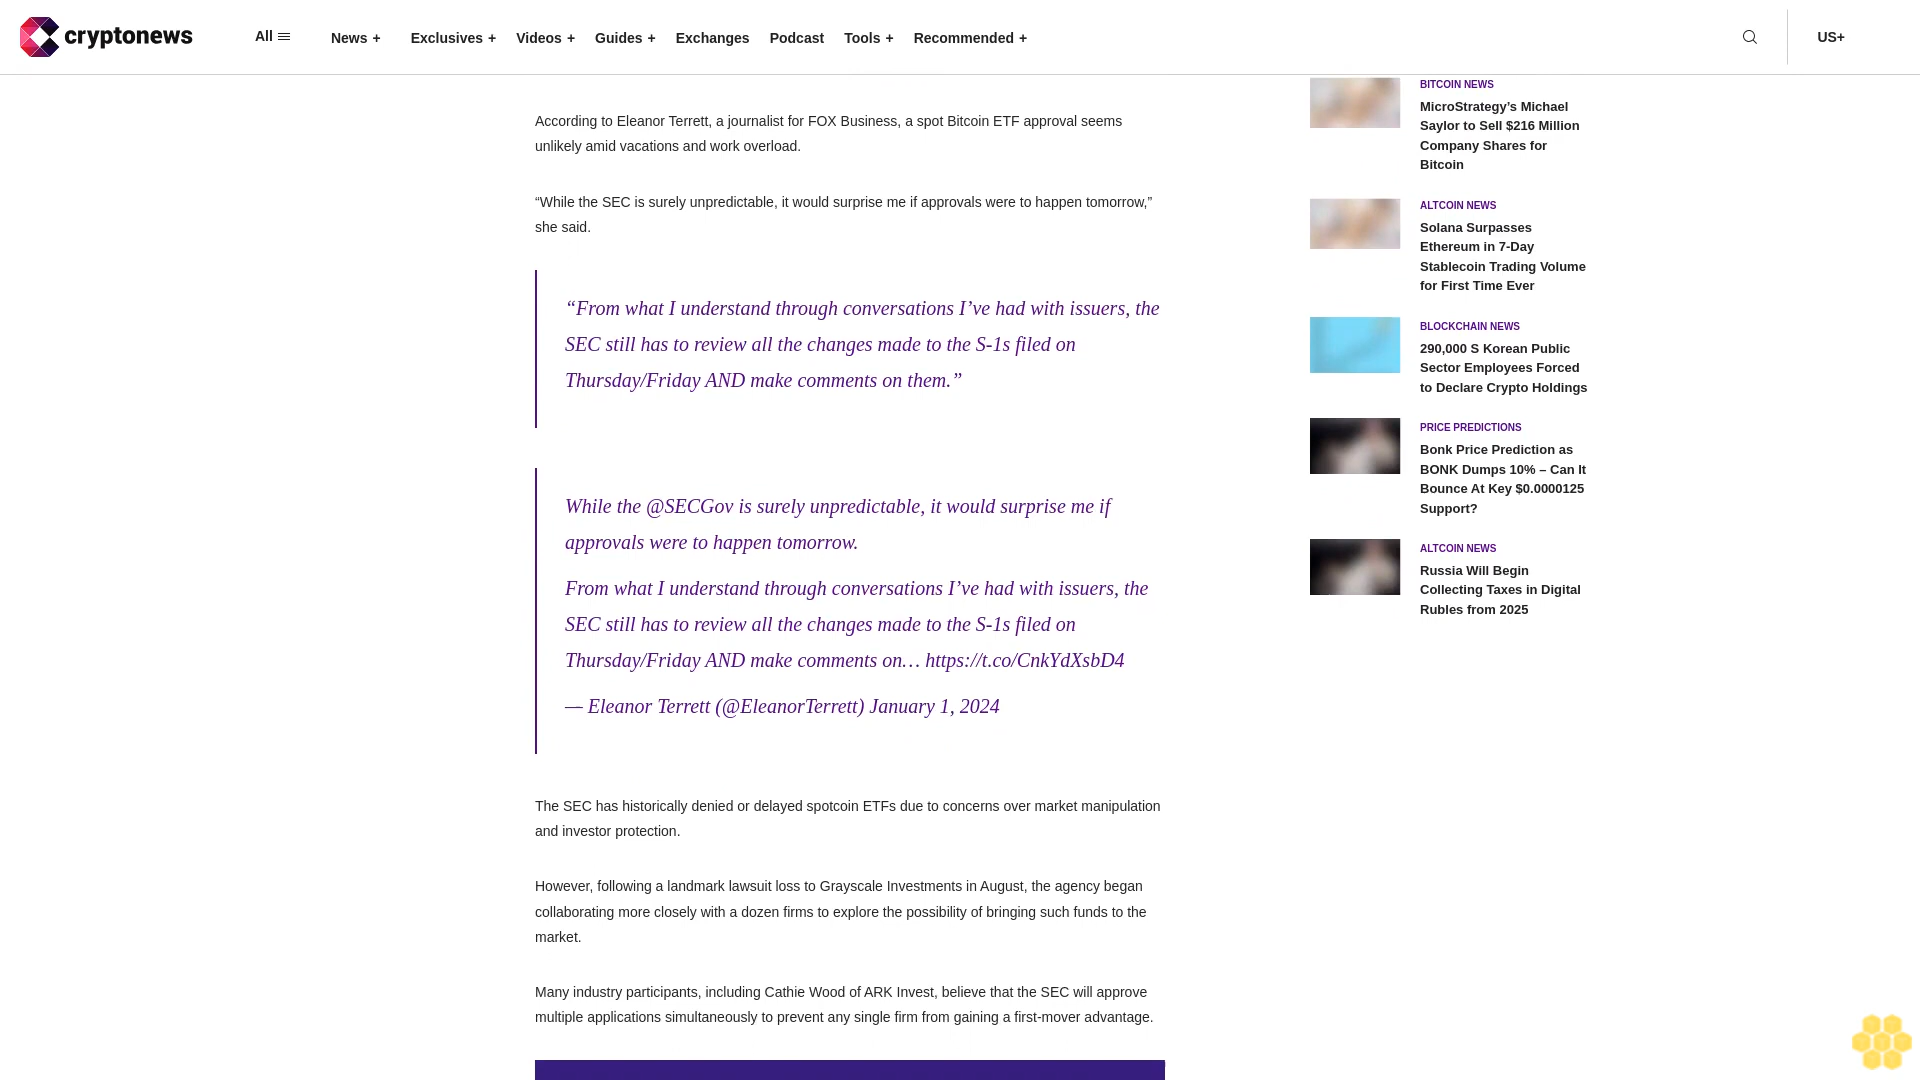 cryptonews
All
News +
Exclusives +
Videos +
Guides +
Exchanges
Podcast
Tools +
Recommended +
US+
According to Eleanor Terrett, a journalist for FOX Business, a spot Bitcoin ETF approval seems
unlikely amid vacations and work overload.
“While the SEC is surely unpredictable, it would surprise me if approvals were to happen tomorrow,”
she said.
“From what I understand through conversations I’ve had with issuers, the
SEC still has to review all the changes made to the S-1s filed on
Thursday/Friday AND make comments on them.”
While the @SECGov is surely unpredictable, it would surprise me if
approvals were to happen tomorrow.
From what I understand through conversations I’ve had with issuers, the
SEC still has to review all the changes made to the S-1s filed on
Thursday/Friday AND make comments on… https://t.co/CnkYdXsbD4
— Eleanor Terrett (@EleanorTerrett) January 1, 2024
The SEC has historically denied or delayed spotcoin ETFs due to concerns over market manipulation
and investor protection.
However, following a landmark lawsuit loss to Grayscale Investments in August, the agency began
collaborating more closely with a dozen firms to explore the possibility of bringing such funds to the
market.
Many industry participants, including Cathie Wood of ARK Invest, believe that the SEC will approve
multiple applications simultaneously to prevent any single firm from gaining a first-mover advantage.
BITCOIN NEWS
MicroStrategy’s Michael
Saylor to Sell $216 Million
Company Shares for
Bitcoin
ALTCOIN NEWS
Solana Surpasses
Ethereum in 7-Day
Stablecoin Trading Volume
for First Time Ever
BLOCKCHAIN NEWS
290,000 S Korean Public
Sector Employees Forced
to Declare Crypto Holdings
PRICE PREDICTIONS
Bonk Price Prediction as
BONK Dumps 10% – Can It
Bounce At Key $0.0000125
Support?
ALTCOIN NEWS
Russia Will Begin
Collecting Taxes in Digital
Rubles from 2025